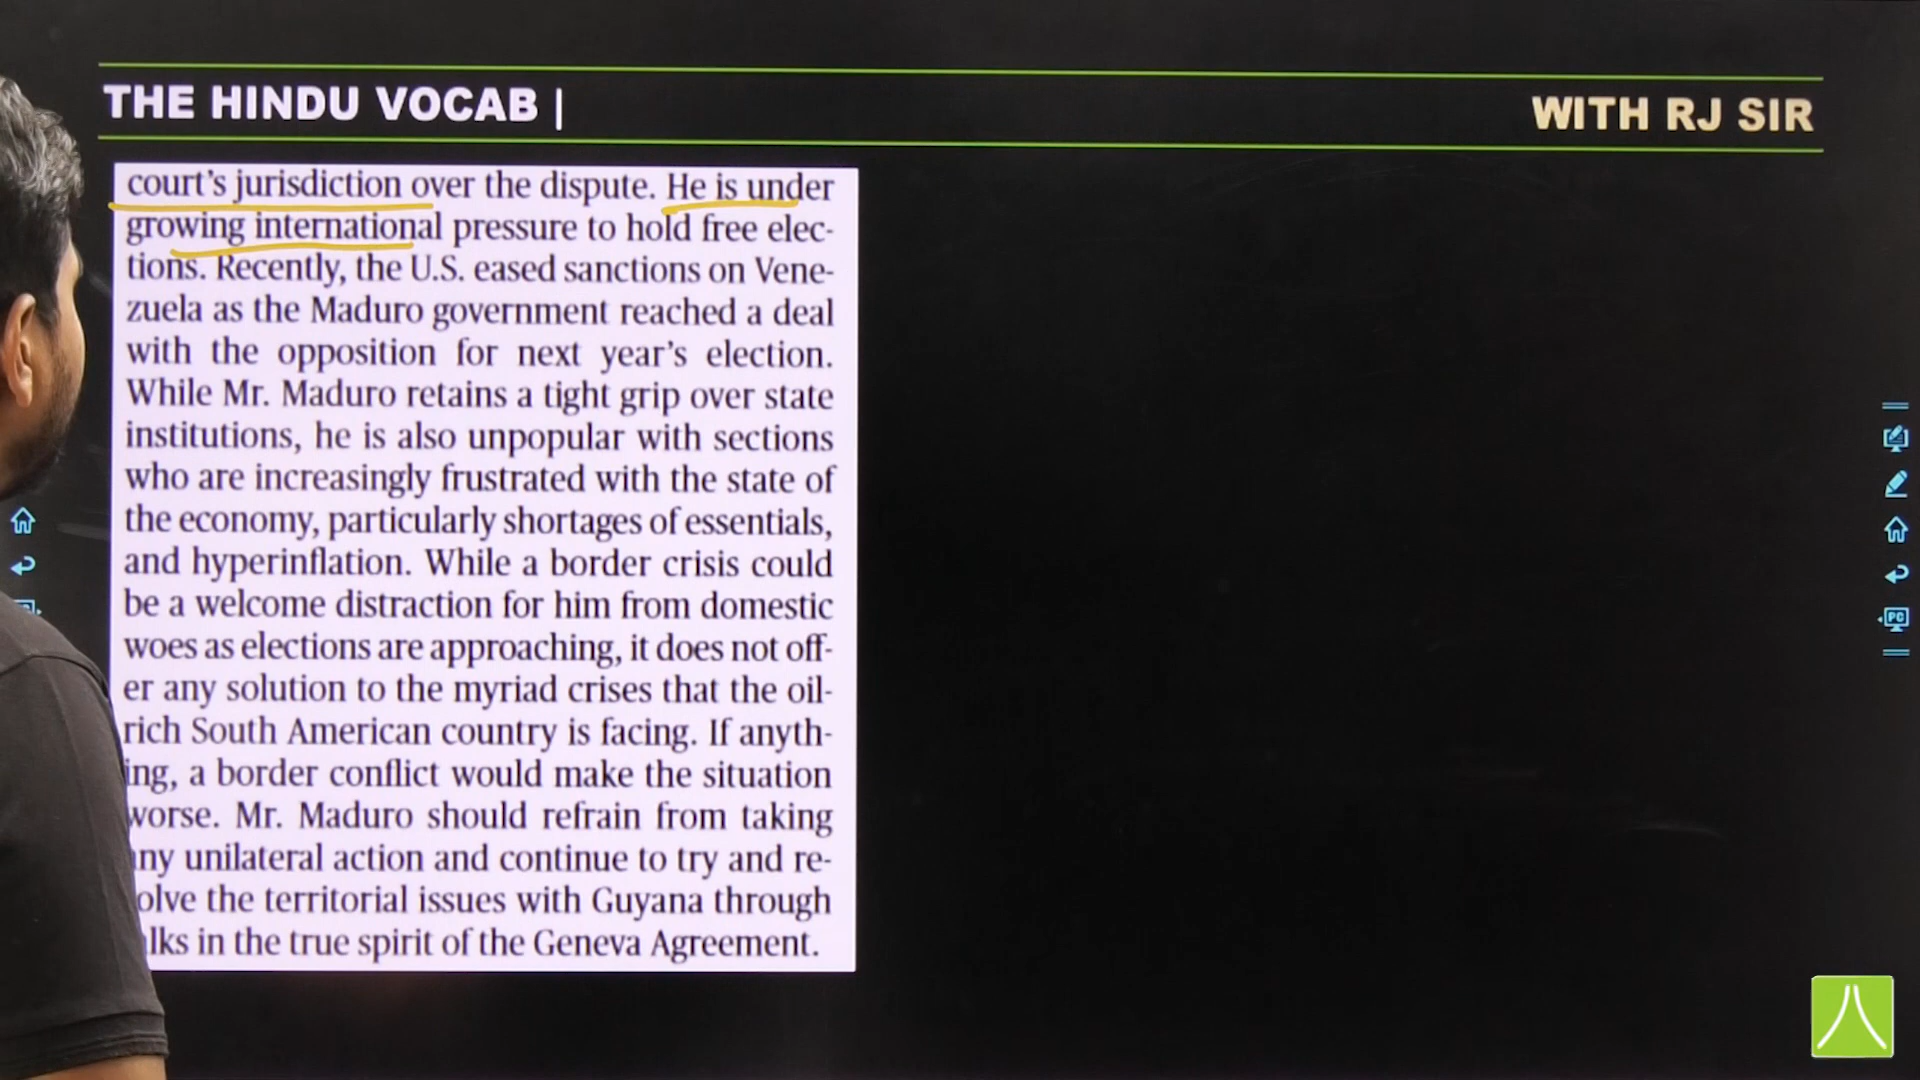 THE HINDU VOCAB |
WITH RJ SIR
court's jurisdiction over the dispute. He is under
growing international pressure to hold free elec-
tions. Recently, the U.S. eased sanctions on Vene-
zuela as the Maduro government reached a deal
with the opposition for next year's election.
While Mr. Maduro retains a tight grip over state
institutions, he is also unpopular with sections
who are increasingly frustrated with the state of
the economy, particularly shortages of essentials,
and hyperinflation. While a border crisis could
be a welcome distraction for him from domestic
woes as elections are approaching, it does not off-
er any solution to the myriad crises that the oil-
rich South American country is facing. If anyth-
ing, a border conflict would make the situation
worse. Mr. Maduro should refrain from taking
any unilateral action and continue to try and re-
olve the territorial issues with Guyana through
lks in the true spirit of the Geneva Agreement.
PC